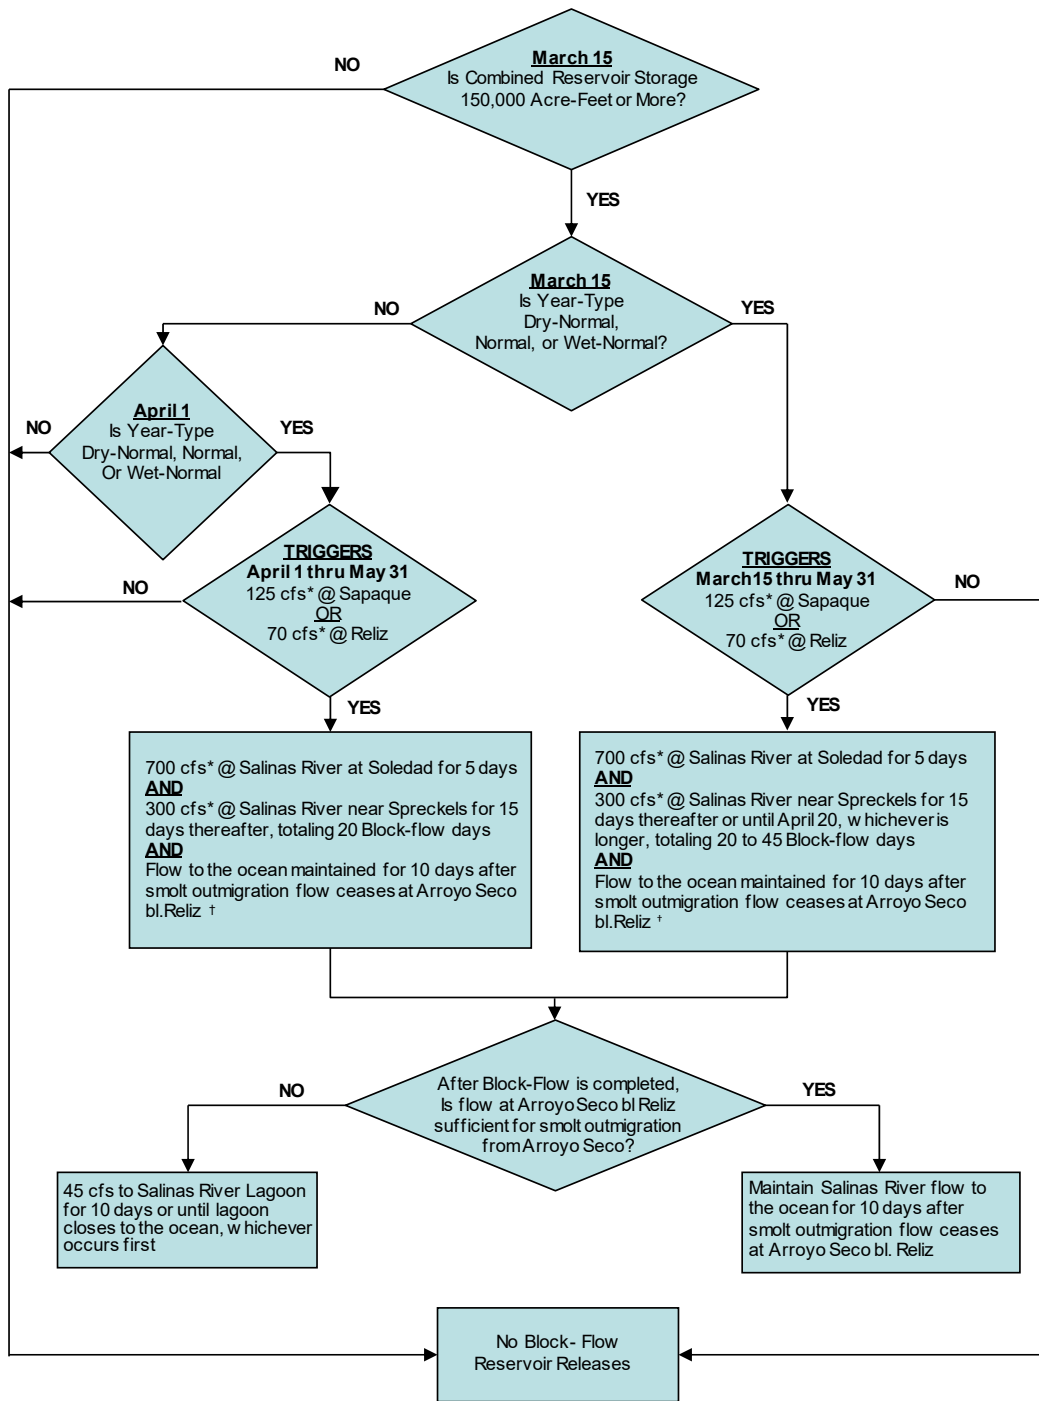 March 15
Is Combined Reservoir Storage
150,000 Acre-Feet or More?
NO
YES
March 15
Is Year-Type
Dry-Normal,
Normal, or Wet-Normal?
NO
YES
April 1
Is Year-Type
Dry-Normal, Normal,
Or Wet-Normal
NO
YES
TRIGGERS
April 1 thru May 31
125 cfs* @ Sapaque
OR
70 cfs* @ Reliz
NO
YES
TRIGGERS
March15 thru May 31
125 cfs* @ Sapaque
OR
70 cfs* @ Reliz
NO
YES
700 cfs* @ Salinas River at Soledad for 5 days
AND
300 cfs* @ Salinas River near Spreckels for 15
days thereafter, totaling 20 Block-flow days
AND
Flow to the ocean maintained for 10 days after
smolt outmigration flow ceases at Arroyo Seco
bl.Reliz †
700 cfs* @ Salinas River at Soledad for 5 days
AND
300 cfs* @ Salinas River near Spreckels for 15
days thereafter or until April 20, whichever is
longer, totaling 20 to 45 Block-flow days
AND
Flow to the ocean maintained for 10 days after
smolt outmigration flow ceases at Arroyo Seco
bl.Reliz †
After Block-Flow is completed,
Is flow at Arroyo Seco bl Reliz
sufficient for smolt outmigration
from Arroyo Seco?
NO
YES
45 cfs to Salinas River Lagoon
for 10 days or until lagoon
closes to the ocean, whichever
occurs first
Maintain Salinas River flow to
the ocean for 10 days after
smolt outmigration flow ceases
at Arroyo Seco bl. Reliz
No Block- Flow
Reservoir Releases